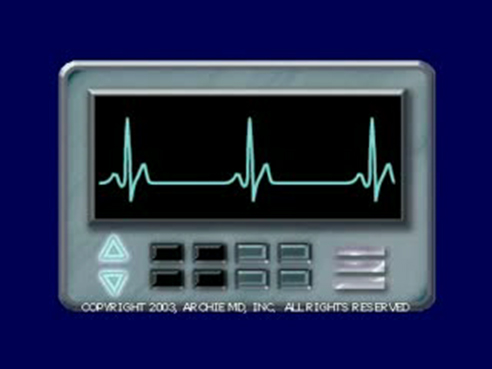 COPYRIGHT 2003, ARCHIE MD, INC, ALL RIGHTS RESERVED